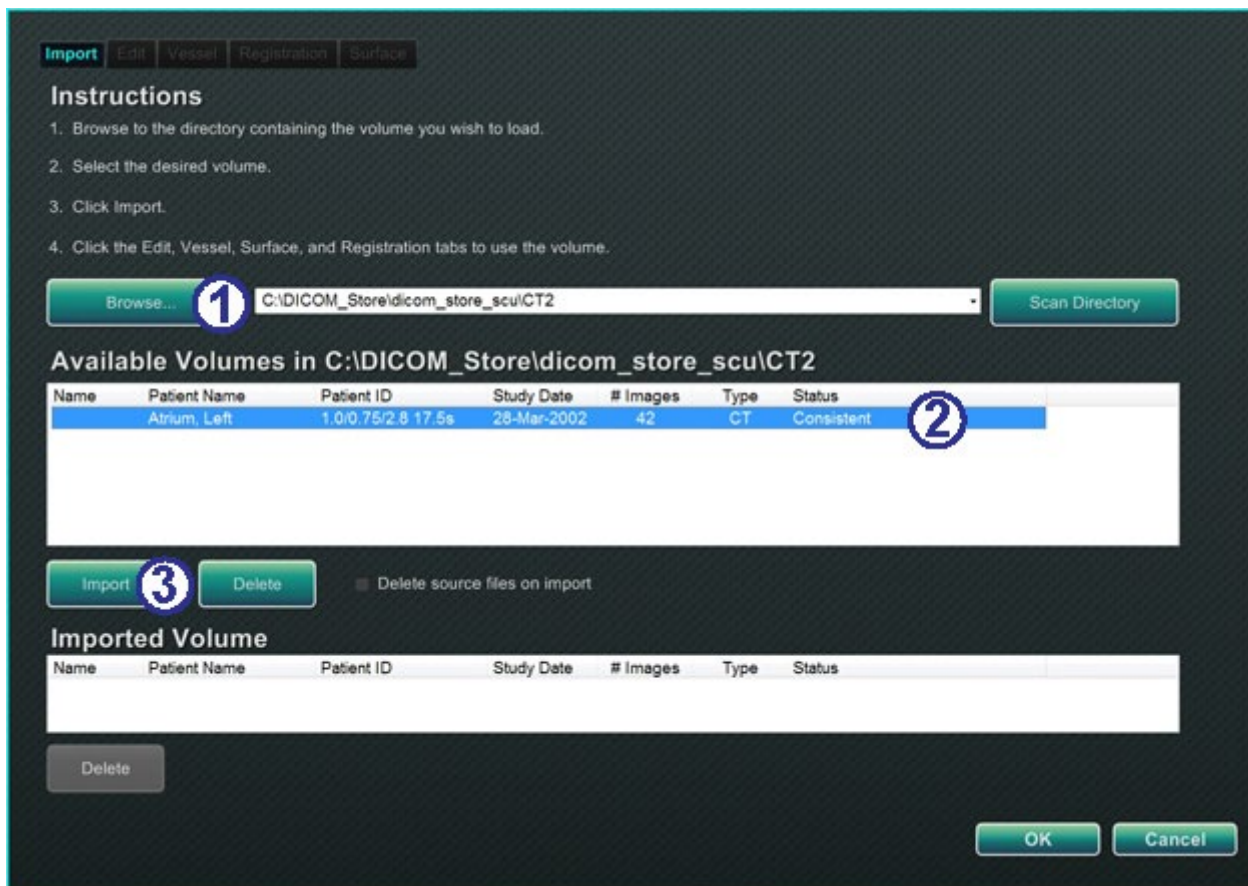 Import Edit Vessel Registration Surface
Instructions
1. Browse to the directory containing the volume you wish to load.
2. Select the desired volume.
3. Click Import.
4. Click the Edit, Vessel, Surface, and Registration tabs to use the volume.
Browse... 1 C:\DICOM_Store\dicom_store_scu\CT2 Scan Directory
Available Volumes in C:\DICOM_Store\dicom_store_scu\CT2
Name Patient Name Patient ID Study Date # Images Type Status
Atrium, Left 1.0/0.75/2.8 17.5s 28-Mar-2002 42 CT Consistent 2
Import 3 Delete Delete source files on import
Imported Volume
Name Patient Name Patient ID Study Date # Images Type Status
Delete
OK Cancel